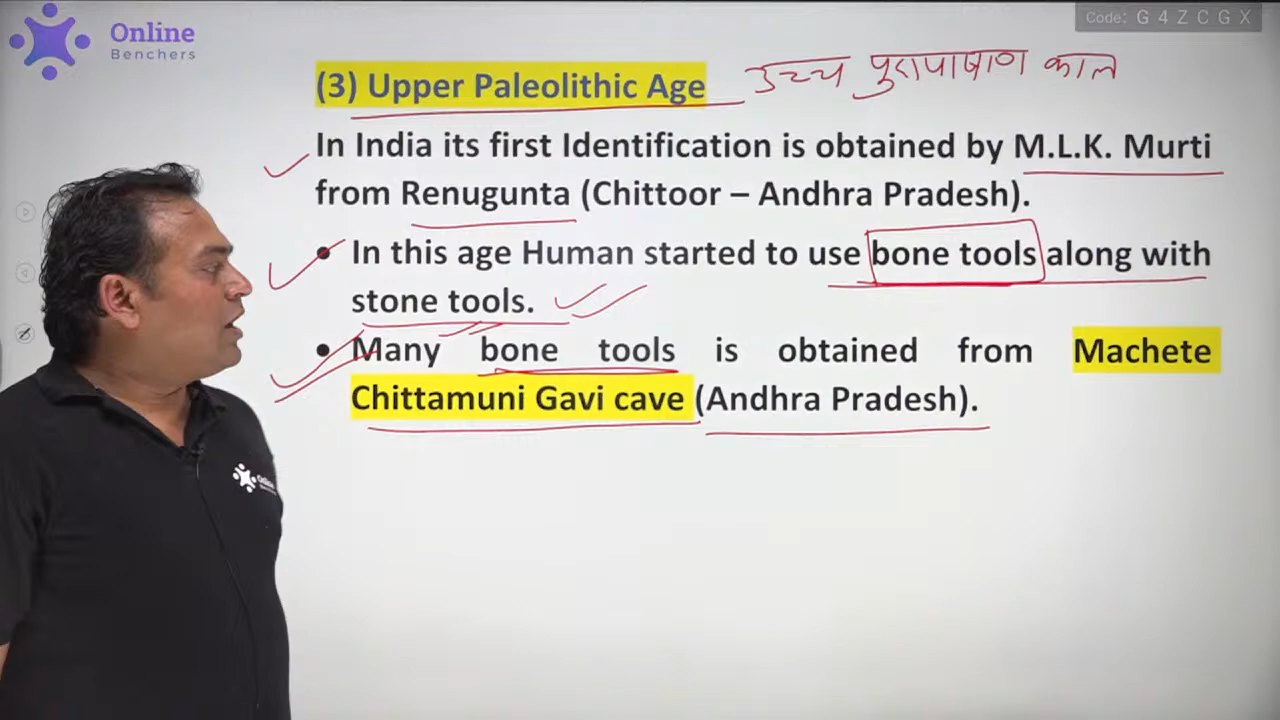 Online
Benchers
Code: G 4 Z C G X
(3) Upper Paleolithic Age उच्च पुरापाषाण काल
In India its first Identification is obtained by M.L.K. Murti
from Renugunta (Chittoor – Andhra Pradesh).
• In this age Human started to use bone tools along with
stone tools.
• Many bone tools is obtained from Machete
Chittamuni Gavi cave (Andhra Pradesh).
Online